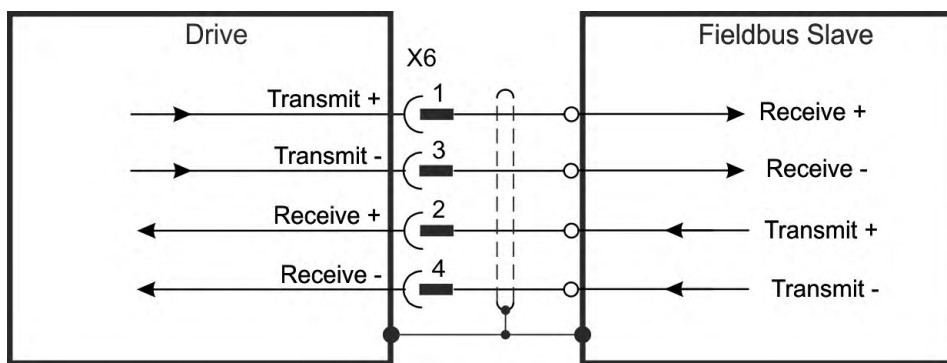 Drive
Fieldbus Slave
X6
Transmit +
1
Receive +
Transmit -
3
Receive -
Receive +
2
Transmit +
Receive -
4
Transmit -